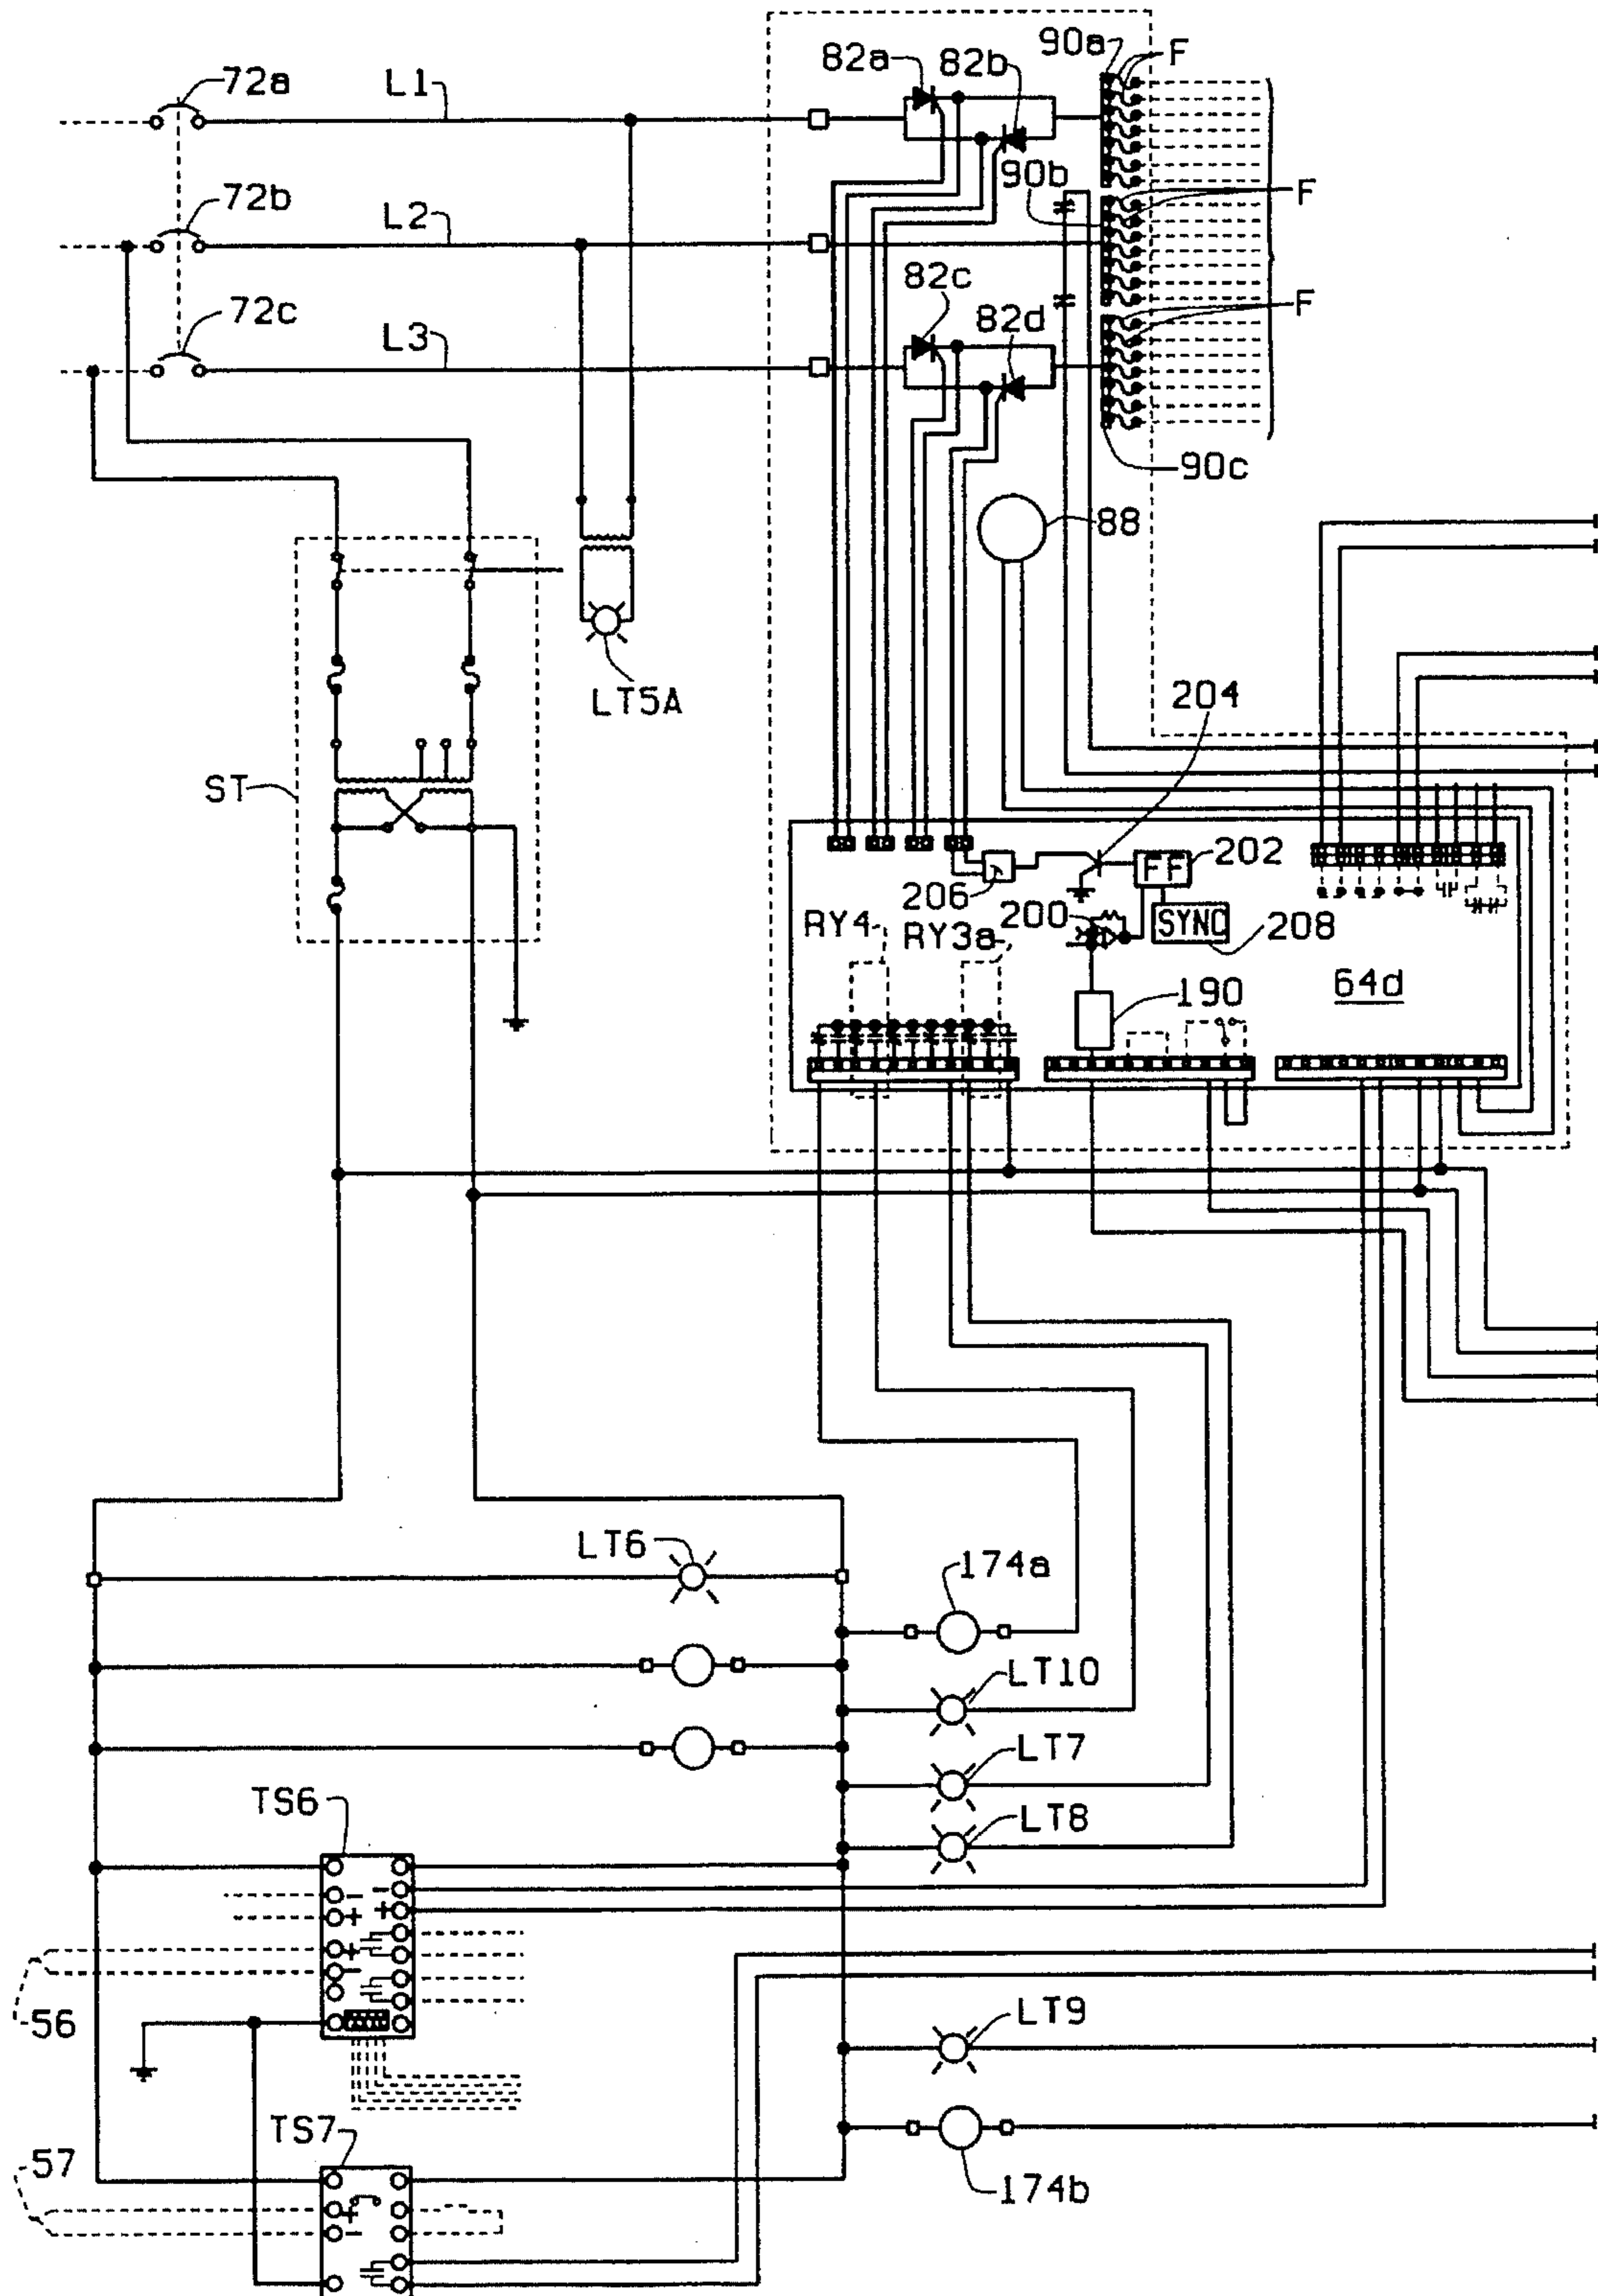 90a
F
82a
82b
72a
L1
90b
F
72b
L2
82c
F
72c
82d
L3
90c
88
LT5A
204
ST
FF
202
206
200
SYNC
208
RY4
RY3a
64d
190
LT6
174a
LT10
LT7
TS6
LT8
-
-
+
+
+
-
56
LT9
TS7
57
174b
+
-